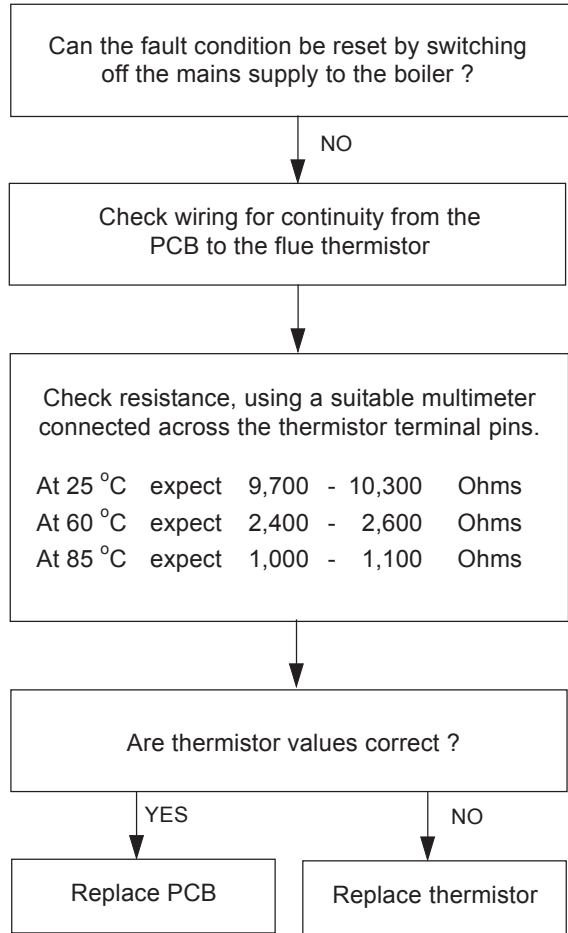 Can the fault condition be reset by switching
off the mains supply to the boiler ?
NO
Check wiring for continuity from the
PCB to the flue thermistor
Check resistance, using a suitable multimeter
connected across the thermistor terminal pins.
At 25 °C expect 9,700 - 10,300 Ohms
At 60 °C expect 2,400 - 2,600 Ohms
At 85 °C expect 1,000 - 1,100 Ohms
Are thermistor values correct ?
YES
NO
Replace PCB
Replace thermistor